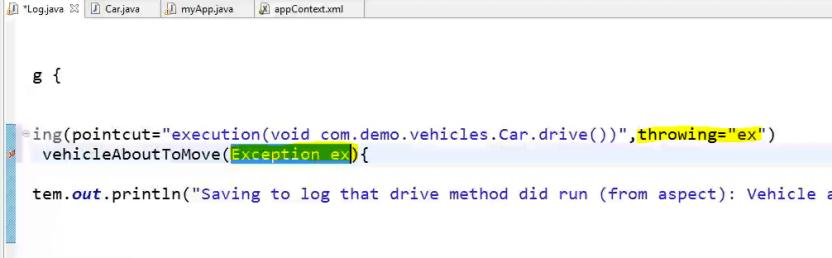 *Log.java Car.java myApp.java appContext.xml
g {
ing(pointcut="execution(void com.demo.vehicles.Car.drive())",throwing="ex")
vehicleAboutToMove(Exception ex){
tem.out.println("Saving to log that drive method did run (from aspect): Vehicle a